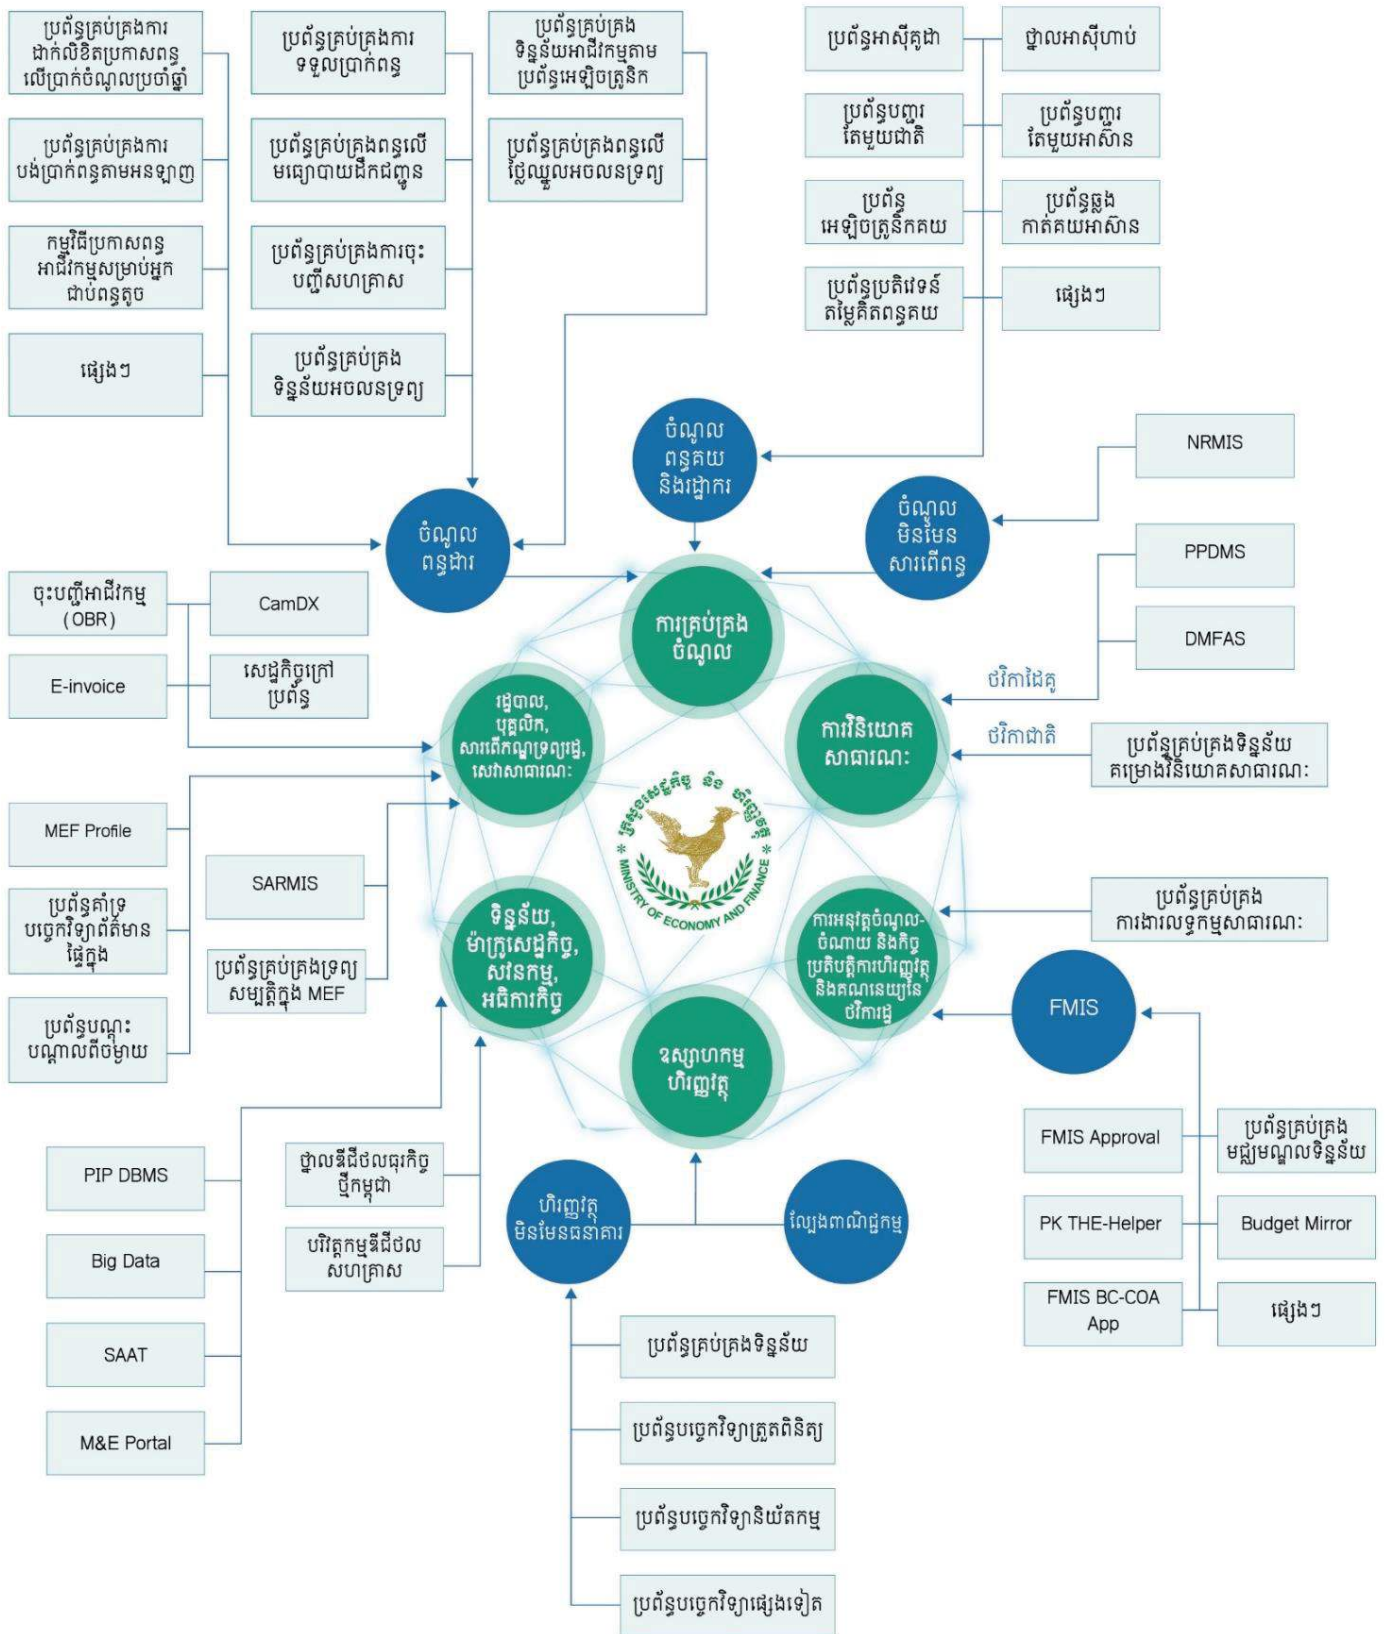 ប្រព័ន្ធគ្រប់គ្រងការ
ដាក់លិខិតប្រកាសពន្ធ
លើប្រាក់ចំណូលប្រចាំឆ្នាំ
ប្រព័ន្ធគ្រប់គ្រងការ
ទទួលប្រាក់ពន្ធ
ប្រព័ន្ធគ្រប់គ្រង
ទិន្នន័យអាជីវកម្មតាម
ប្រព័ន្ធអេឡិចត្រូនិក
ប្រព័ន្ធអាស៊ីគូដា
ថ្នាលអាស៊ីហាប់
ប្រព័ន្ធគ្រប់គ្រងការ
បង់ប្រាក់ពន្ធតាមអនឡាញ
ប្រព័ន្ធគ្រប់គ្រងពន្ធលើ
មធ្យោបាយដឹកជញ្ជូន
ប្រព័ន្ធគ្រប់គ្រងពន្ធលើ
ថ្លៃឈ្នួលអចលនទ្រព្យ
ប្រព័ន្ធបញ្ជរ
តែមួយជាតិ
ប្រព័ន្ធបញ្ជរ
តែមួយអាស៊ាន
កម្មវិធីប្រកាសពន្ធ
អាជីវកម្មសម្រាប់អ្នក
ជាប់ពន្ធតូច
ប្រព័ន្ធគ្រប់គ្រងការចុះ
បញ្ជីសហគ្រាស
ប្រព័ន្ធ
អេឡិចត្រូនិកគយ
ប្រព័ន្ធឆ្លង
កាត់គយអាស៊ាន
ផ្សេងៗ
ប្រព័ន្ធគ្រប់គ្រង
ទិន្នន័យអចលនទ្រព្យ
ប្រព័ន្ធប្រតិវេទន៍
តម្លៃគិតពន្ធគយ
ផ្សេងៗ
ចំណូល
ពន្ធគយ
និងរដ្ឋាករ
NRMIS
ចំណូល
ពន្ធដារ
ចំណូល
មិនមែន
សារពើពន្ធ
PPDMS
DMFAS
ចុះបញ្ជីអាជីវកម្ម
(OBR)
CamDX
E-invoice
សេដ្ឋកិច្ចក្រៅ
ប្រព័ន្ធ
ការគ្រប់គ្រង
ចំណូល
រដ្ឋបាល,
បុគ្គលិក,
សារពើភណ្ឌទ្រព្យរដ្ឋ,
សេវាសាធារណៈ
ការវិនិយោគ
សាធារណៈ
ថវិកាដៃគូ
ថវិកាជាតិ
ប្រព័ន្ធគ្រប់គ្រងទិន្នន័យ
គម្រោងវិនិយោគសាធារណៈ
ក្រសួងសេដ្ឋកិច្ច និង ហិរញ្ញវត្ថុ
MINISTRY OF ECONOMY AND FINANCE
MEF Profile
SARMIS
ប្រព័ន្ធគាំទ្រ
បច្ចេកវិទ្យាព័ត៌មាន
ផ្ទៃក្នុង
ប្រព័ន្ធគ្រប់គ្រងទ្រព្យ
សម្បត្តិក្នុង MEF
ប្រព័ន្ធបណ្តុះ
បណ្តាលពីចម្ងាយ
ទិន្នន័យ,
ម៉ាក្រូសេដ្ឋកិច្ច,
សវនកម្ម,
អធិការកិច្ច
ការអនុវត្តចំណូល-
ចំណាយ និងកិច្ច
ប្រតិបត្តិការហិរញ្ញវត្ថុ
និងគណនេយ្យនៃ
ថវិការដ្ឋ
ប្រព័ន្ធគ្រប់គ្រង
ការងារលទ្ធកម្មសាធារណៈ
FMIS
ឧស្សាហកម្ម
ហិរញ្ញវត្ថុ
FMIS Approval
ប្រព័ន្ធគ្រប់គ្រង
មជ្ឈមណ្ឌលទិន្នន័យ
PK THE-Helper
Budget Mirror
FMIS BC-COA
App
ផ្សេងៗ
PIP DBMS
Big Data
SAAT
M&E Portal
ថ្នាលឌីជីថលធុរកិច្ច
ថ្មីកម្ពុជា
បរិវត្តកម្មឌីជីថល
សហគ្រាស
ហិរញ្ញវត្ថុ
មិនមែនធនាគារ
ល្បែងពាណិជ្ជកម្ម
ប្រព័ន្ធគ្រប់គ្រងទិន្នន័យ
ប្រព័ន្ធបច្ចេកវិទ្យាត្រួតពិនិត្យ
ប្រព័ន្ធបច្ចេកវិទ្យានិយ័តកម្ម
ប្រព័ន្ធបច្ចេកវិទ្យាផ្សេងទៀត